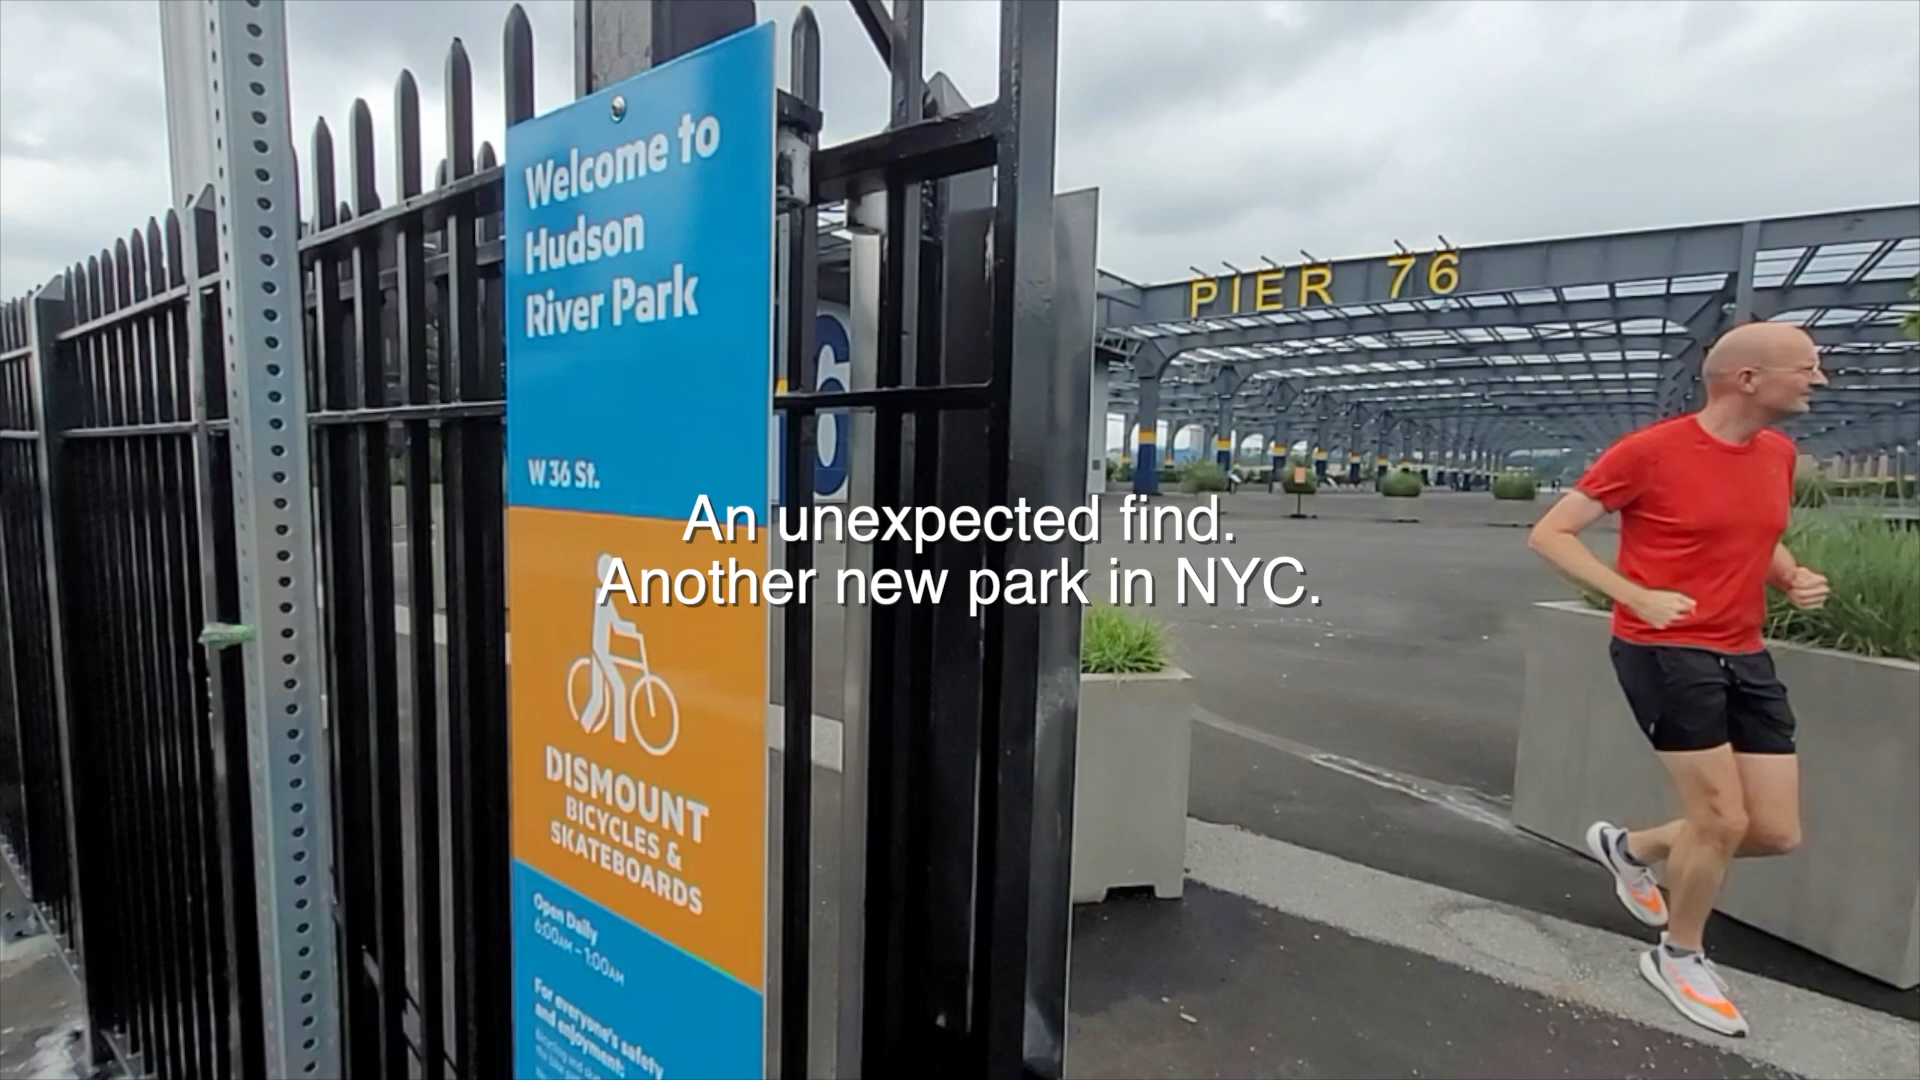 Welcome to
Hudson
River Park
W 36 St.
DISMOUNT
BICYCLES &
SKATEBOARDS
Open Daily
6:00AM – 1:00AM
For everyone's safety
and enjoyment:
PIER 76
6
An unexpected find.
Another new park in NYC.